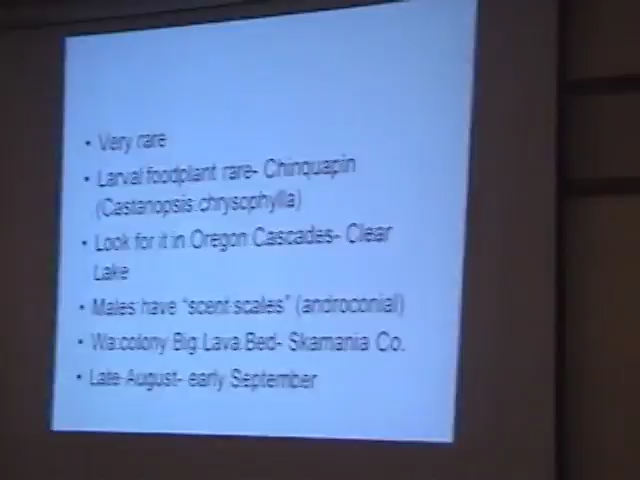 • Very rare
• Larval foodplant rare- Chinquapin
(Castanopsis chrysophylla)
• Look for it in Oregon Cascades- Clear
Lake
• Males have "scent scales" (androconial)
• Wa colony Big Lava Bed- Skamania Co.
• Late August- early September